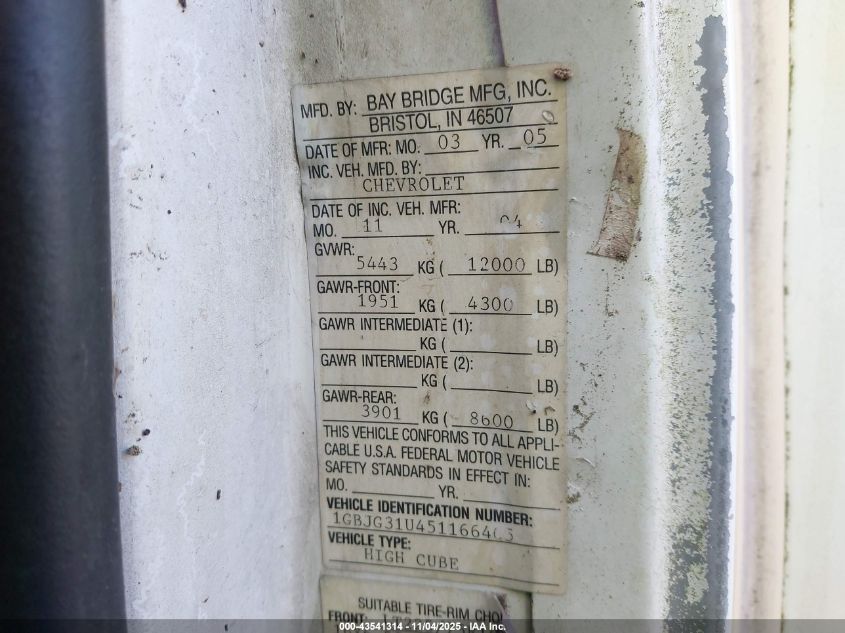 MFD. BY: BAY BRIDGE MFG, INC.
BRISTOL, IN 46507
DATE OF MFR: MO. 03 YR. 05
INC. VEH. MFD. BY:
CHEVROLET
DATE OF INC. VEH. MFR:
MO. 11 YR. 04
GVWR:
5443 KG ( 12000 LB)
GAWR-FRONT:
1951 KG ( 4300 LB)
GAWR INTERMEDIATE (1):
KG ( LB)
GAWR INTERMEDIATE (2):
KG ( LB)
GAWR-REAR:
3901 KG ( 8600 LB)
THIS VEHICLE CONFORMS TO ALL APPLI-
CABLE U.S.A. FEDERAL MOTOR VEHICLE
SAFETY STANDARDS IN EFFECT IN:
MO. YR.
VEHICLE IDENTIFICATION NUMBER:
VEHICLE TYPE:
HIGH CUBE
SUITABLE TIRE-RIM
FRONT:
000-43541314 - 11/04/2025 - IAA Inc.